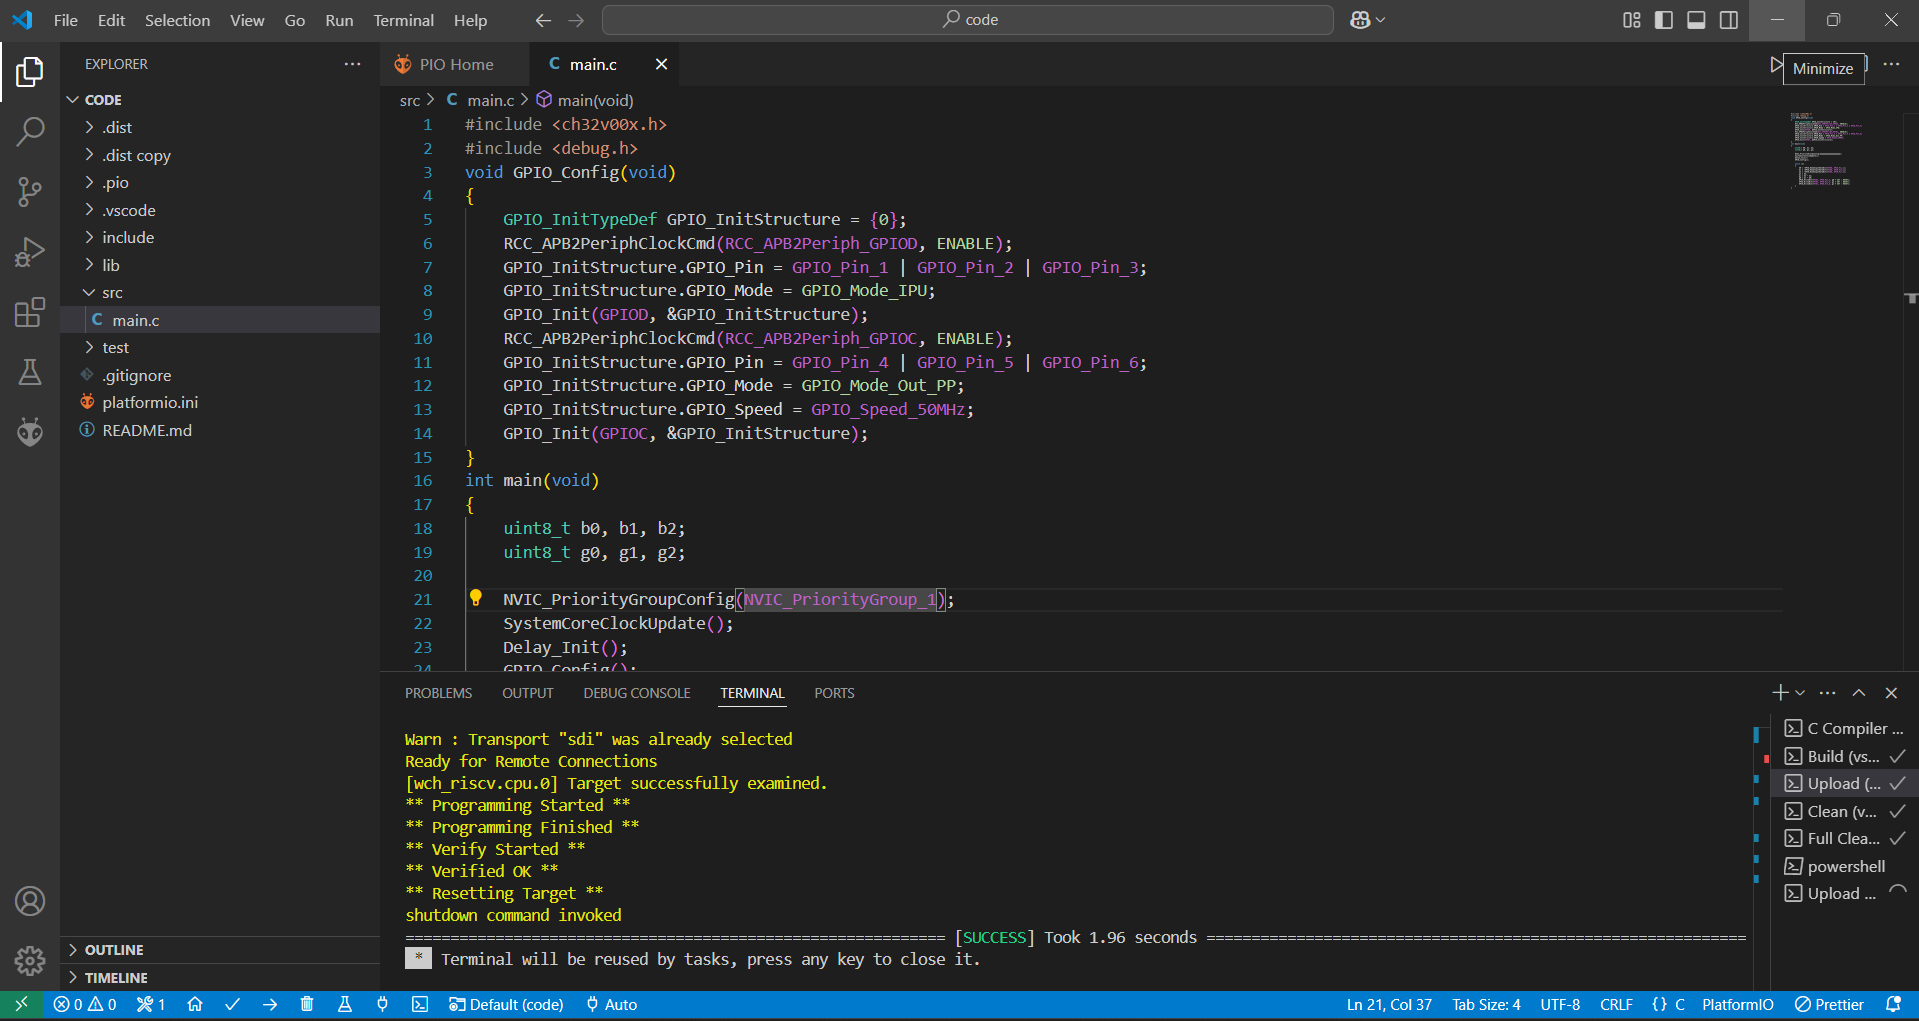 File Edit Selection View Go Run Terminal Help code
EXPLORER
CODE
.dist
.dist copy
.pio
.vscode
include
lib
src
C main.c
test
.gitignore
platformio.ini
README.md
OUTLINE
TIMELINE
PIO Home C main.c
Minimize
src > C main.c > main(void)
1 #include <ch32v00x.h>
2 #include <debug.h>
3 void GPIO_Config(void)
4 {
5 GPIO_InitTypeDef GPIO_InitStructure = {0};
6 RCC_APB2PeriphClockCmd(RCC_APB2Periph_GPIOD, ENABLE);
7 GPIO_InitStructure.GPIO_Pin = GPIO_Pin_1 | GPIO_Pin_2 | GPIO_Pin_3;
8 GPIO_InitStructure.GPIO_Mode = GPIO_Mode_IPU;
9 GPIO_Init(GPIOD, &GPIO_InitStructure);
10 RCC_APB2PeriphClockCmd(RCC_APB2Periph_GPIOC, ENABLE);
11 GPIO_InitStructure.GPIO_Pin = GPIO_Pin_4 | GPIO_Pin_5 | GPIO_Pin_6;
12 GPIO_InitStructure.GPIO_Mode = GPIO_Mode_Out_PP;
13 GPIO_InitStructure.GPIO_Speed = GPIO_Speed_50MHz;
14 GPIO_Init(GPIOC, &GPIO_InitStructure);
15 }
16 int main(void)
17 {
18 uint8_t b0, b1, b2;
19 uint8_t g0, g1, g2;
20
21 NVIC_PriorityGroupConfig(NVIC_PriorityGroup_1);
22 SystemCoreClockUpdate();
23 Delay_Init();
24 GPIO_Config();
PROBLEMS OUTPUT DEBUG CONSOLE TERMINAL PORTS
Warn : Transport "sdi" was already selected
Ready for Remote Connections
[wch_riscv.cpu.0] Target successfully examined.
** Programming Started **
** Programming Finished **
** Verify Started **
** Verified OK **
** Resetting Target **
shutdown command invoked
============================================================ [SUCCESS] Took 1.96 seconds ============================================================
* Terminal will be reused by tasks, press any key to close it.
C Compiler ...
Build (vs...
Upload (...
Clean (v...
Full Clea...
powershell
Upload ...
0 0 1 Default (code) Auto Ln 21, Col 37 Tab Size: 4 UTF-8 CRLF {} C PlatformIO Prettier